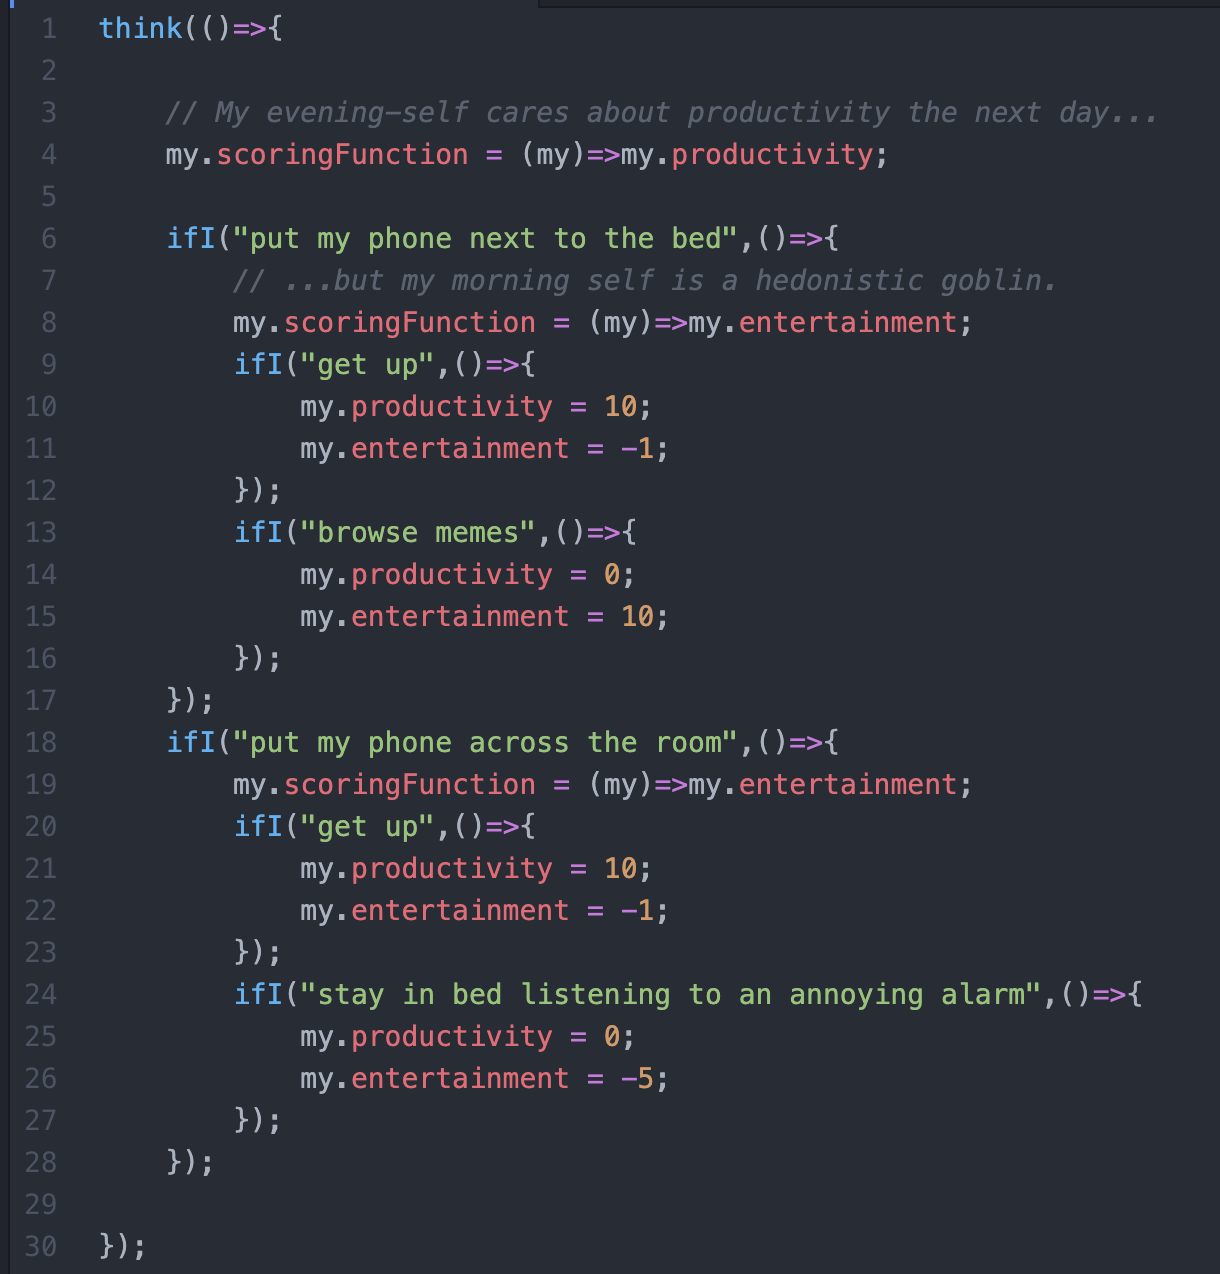 1 think(()=>{
2
3 // My evening-self cares about productivity the next day...
4 my.scoringFunction = (my)=>my.productivity;
5
6 ifI("put my phone next to the bed",()=>{
7 // ...but my morning self is a hedonistic goblin.
8 my.scoringFunction = (my)=>my.entertainment;
9 ifI("get up",()=>{
10 my.productivity = 10;
11 my.entertainment = -1;
12 });
13 ifI("browse memes",()=>{
14 my.productivity = 0;
15 my.entertainment = 10;
16 });
17 });
18 ifI("put my phone across the room",()=>{
19 my.scoringFunction = (my)=>my.entertainment;
20 ifI("get up",()=>{
21 my.productivity = 10;
22 my.entertainment = -1;
23 });
24 ifI("stay in bed listening to an annoying alarm",()=>{
25 my.productivity = 0;
26 my.entertainment = -5;
27 });
28 });
29
30 });